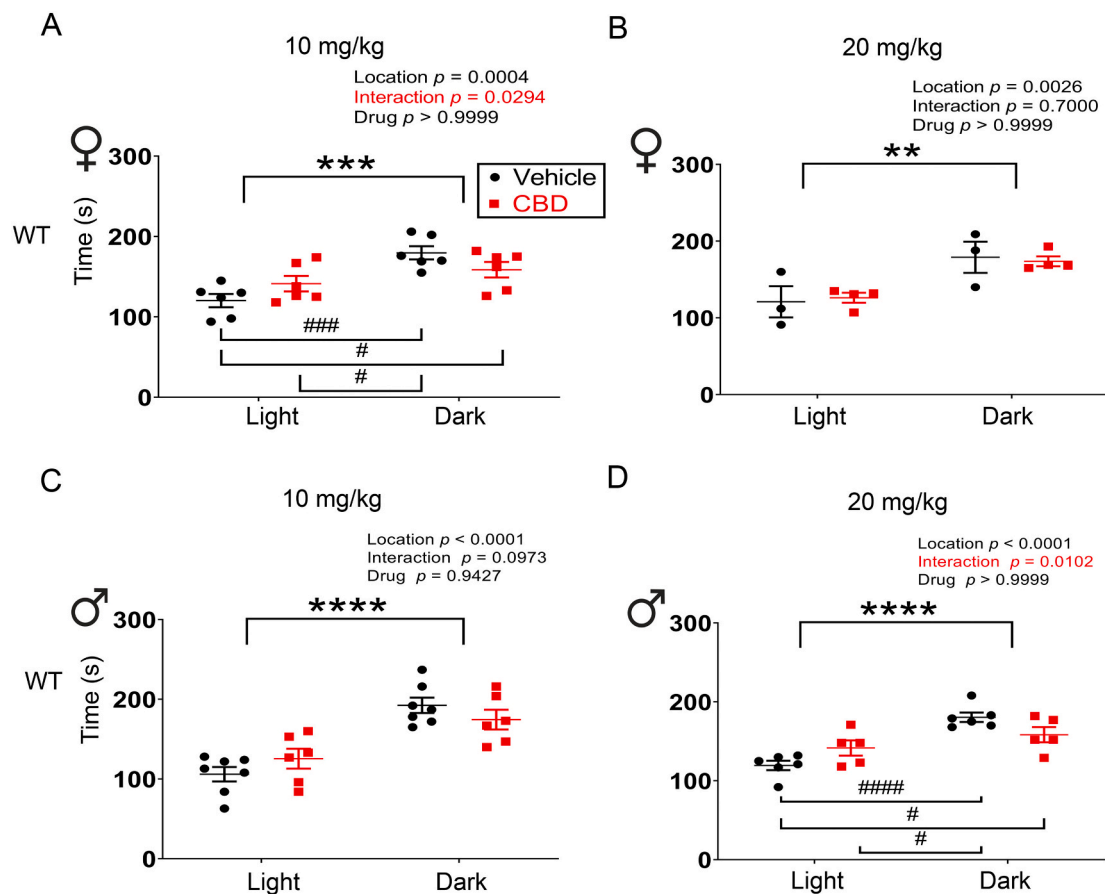 A
10 mg/kg
Location p = 0.0004
Interaction p = 0.0294
Drug p > 0.9999
♀
WT
Time (s)
300
200
100
0
***
Vehicle
CBD
###
#
#
Light
Dark
B
20 mg/kg
Location p = 0.0026
Interaction p = 0.7000
Drug p > 0.9999
♀
300
200
100
0
**
Light
Dark
C
10 mg/kg
Location p < 0.0001
Interaction p = 0.0973
Drug p = 0.9427
♂
WT
Time (s)
300
200
100
0
****
Light
Dark
D
20 mg/kg
Location p < 0.0001
Interaction p = 0.0102
Drug p > 0.9999
♂
300
200
100
0
****
####
#
#
Light
Dark